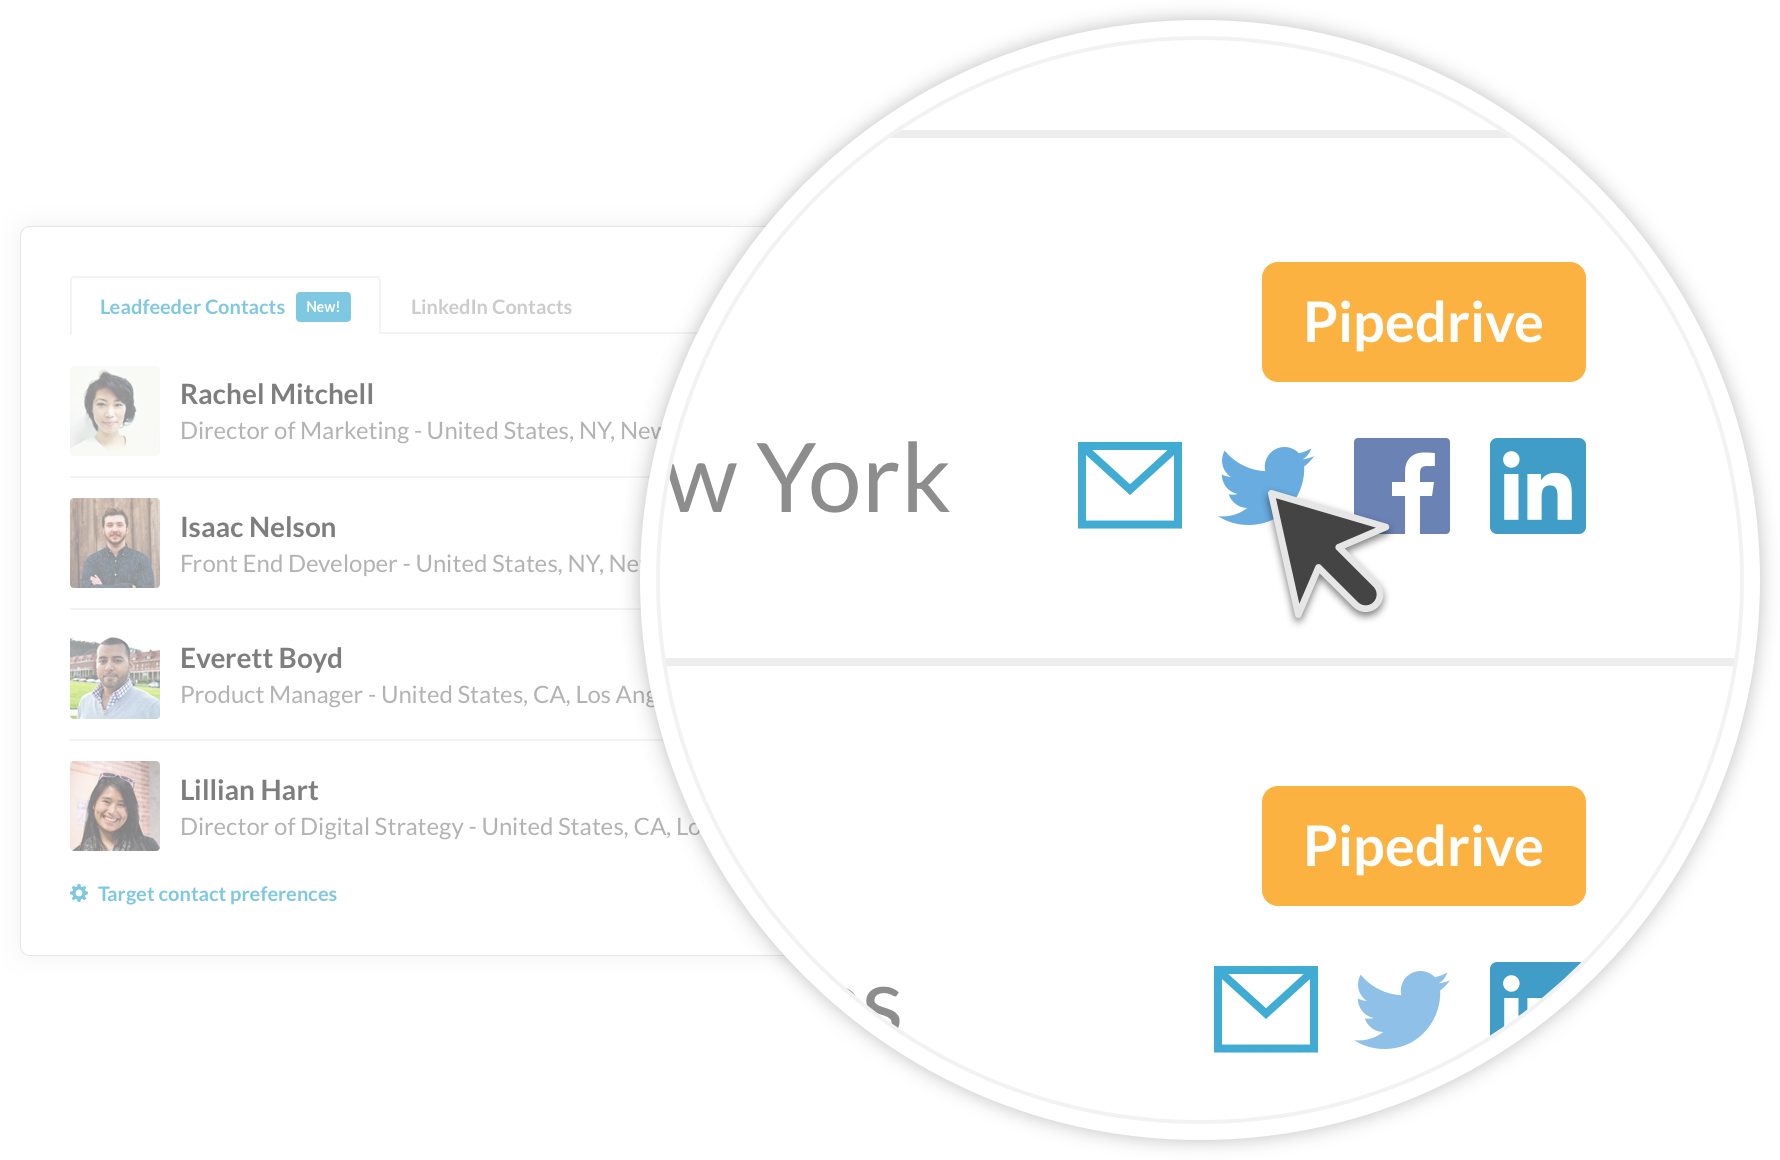 Leadfeeder Contacts New! LinkedIn Contacts
Rachel Mitchell
Director of Marketing - United States, NY, New
Isaac Nelson
Front End Developer - United States, NY, Ne
Everett Boyd
Product Manager - United States, CA, Los Ang
Lillian Hart
Director of Digital Strategy - United States, CA, Lo
Target contact preferences
Pipedrive
w York
f in
Pipedrive
es
in